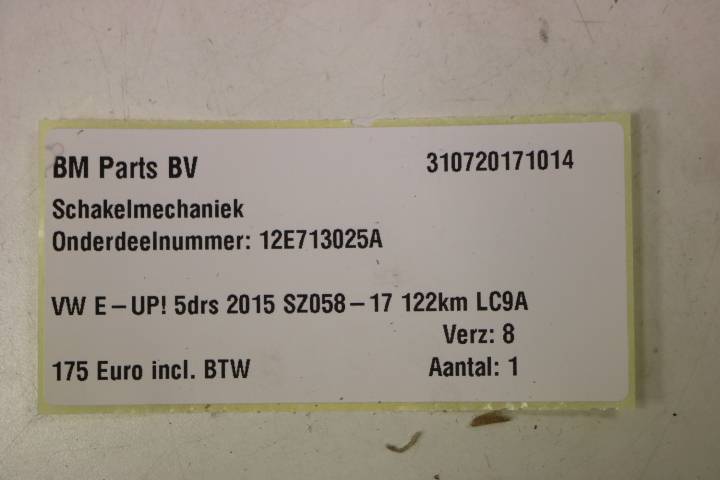 BM Parts BV 310720171014
Schakelmechaniek
Onderdeelnummer: 12E713025A
VW E-UP! 5drs 2015 SZ058-17 122km LC9A
Verz: 8
175 Euro incl. BTW Aantal: 1